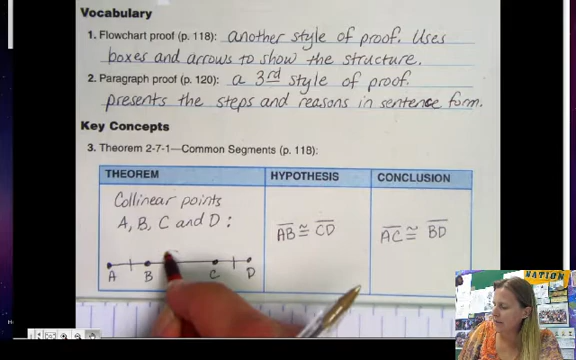 Vocabulary
1. Flowchart proof (p. 118): another style of proof. Uses
boxes and arrows to show the structure.
2. Paragraph proof (p. 120): a 3rd style of proof.
presents the steps and reasons in sentence form.
Key Concepts
3. Theorem 2-7-1—Common Segments (p. 118):
THEOREM HYPOTHESIS CONCLUSION
Collinear points
A, B, C and D :
AB ≅ CD
AC ≅ BD
A B C D
NATION